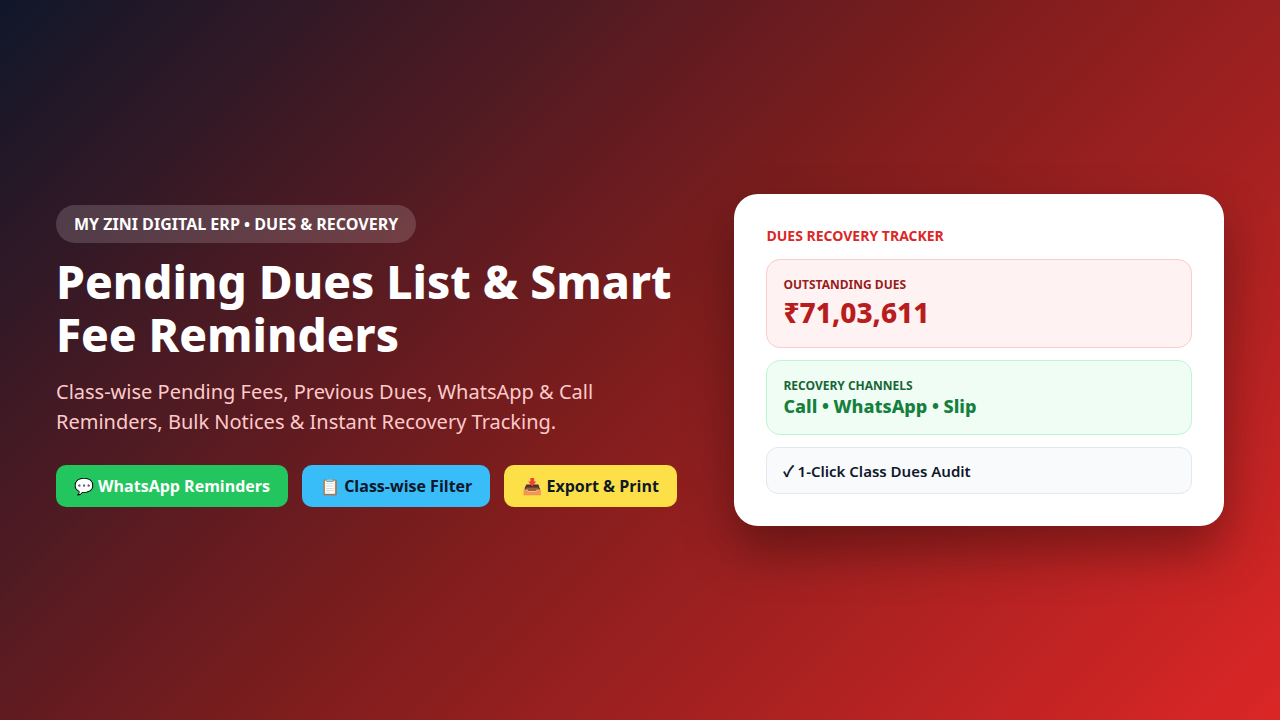 MY ZINI DIGITAL ERP • DUES & RECOVERY
Pending Dues List & Smart
Fee Reminders
Class-wise Pending Fees, Previous Dues, WhatsApp & Call
Reminders, Bulk Notices & Instant Recovery Tracking.
💬 WhatsApp Reminders
📋 Class-wise Filter
📥 Export & Print
DUES RECOVERY TRACKER
OUTSTANDING DUES
₹71,03,611
RECOVERY CHANNELS
Call • WhatsApp • Slip
✓ 1-Click Class Dues Audit